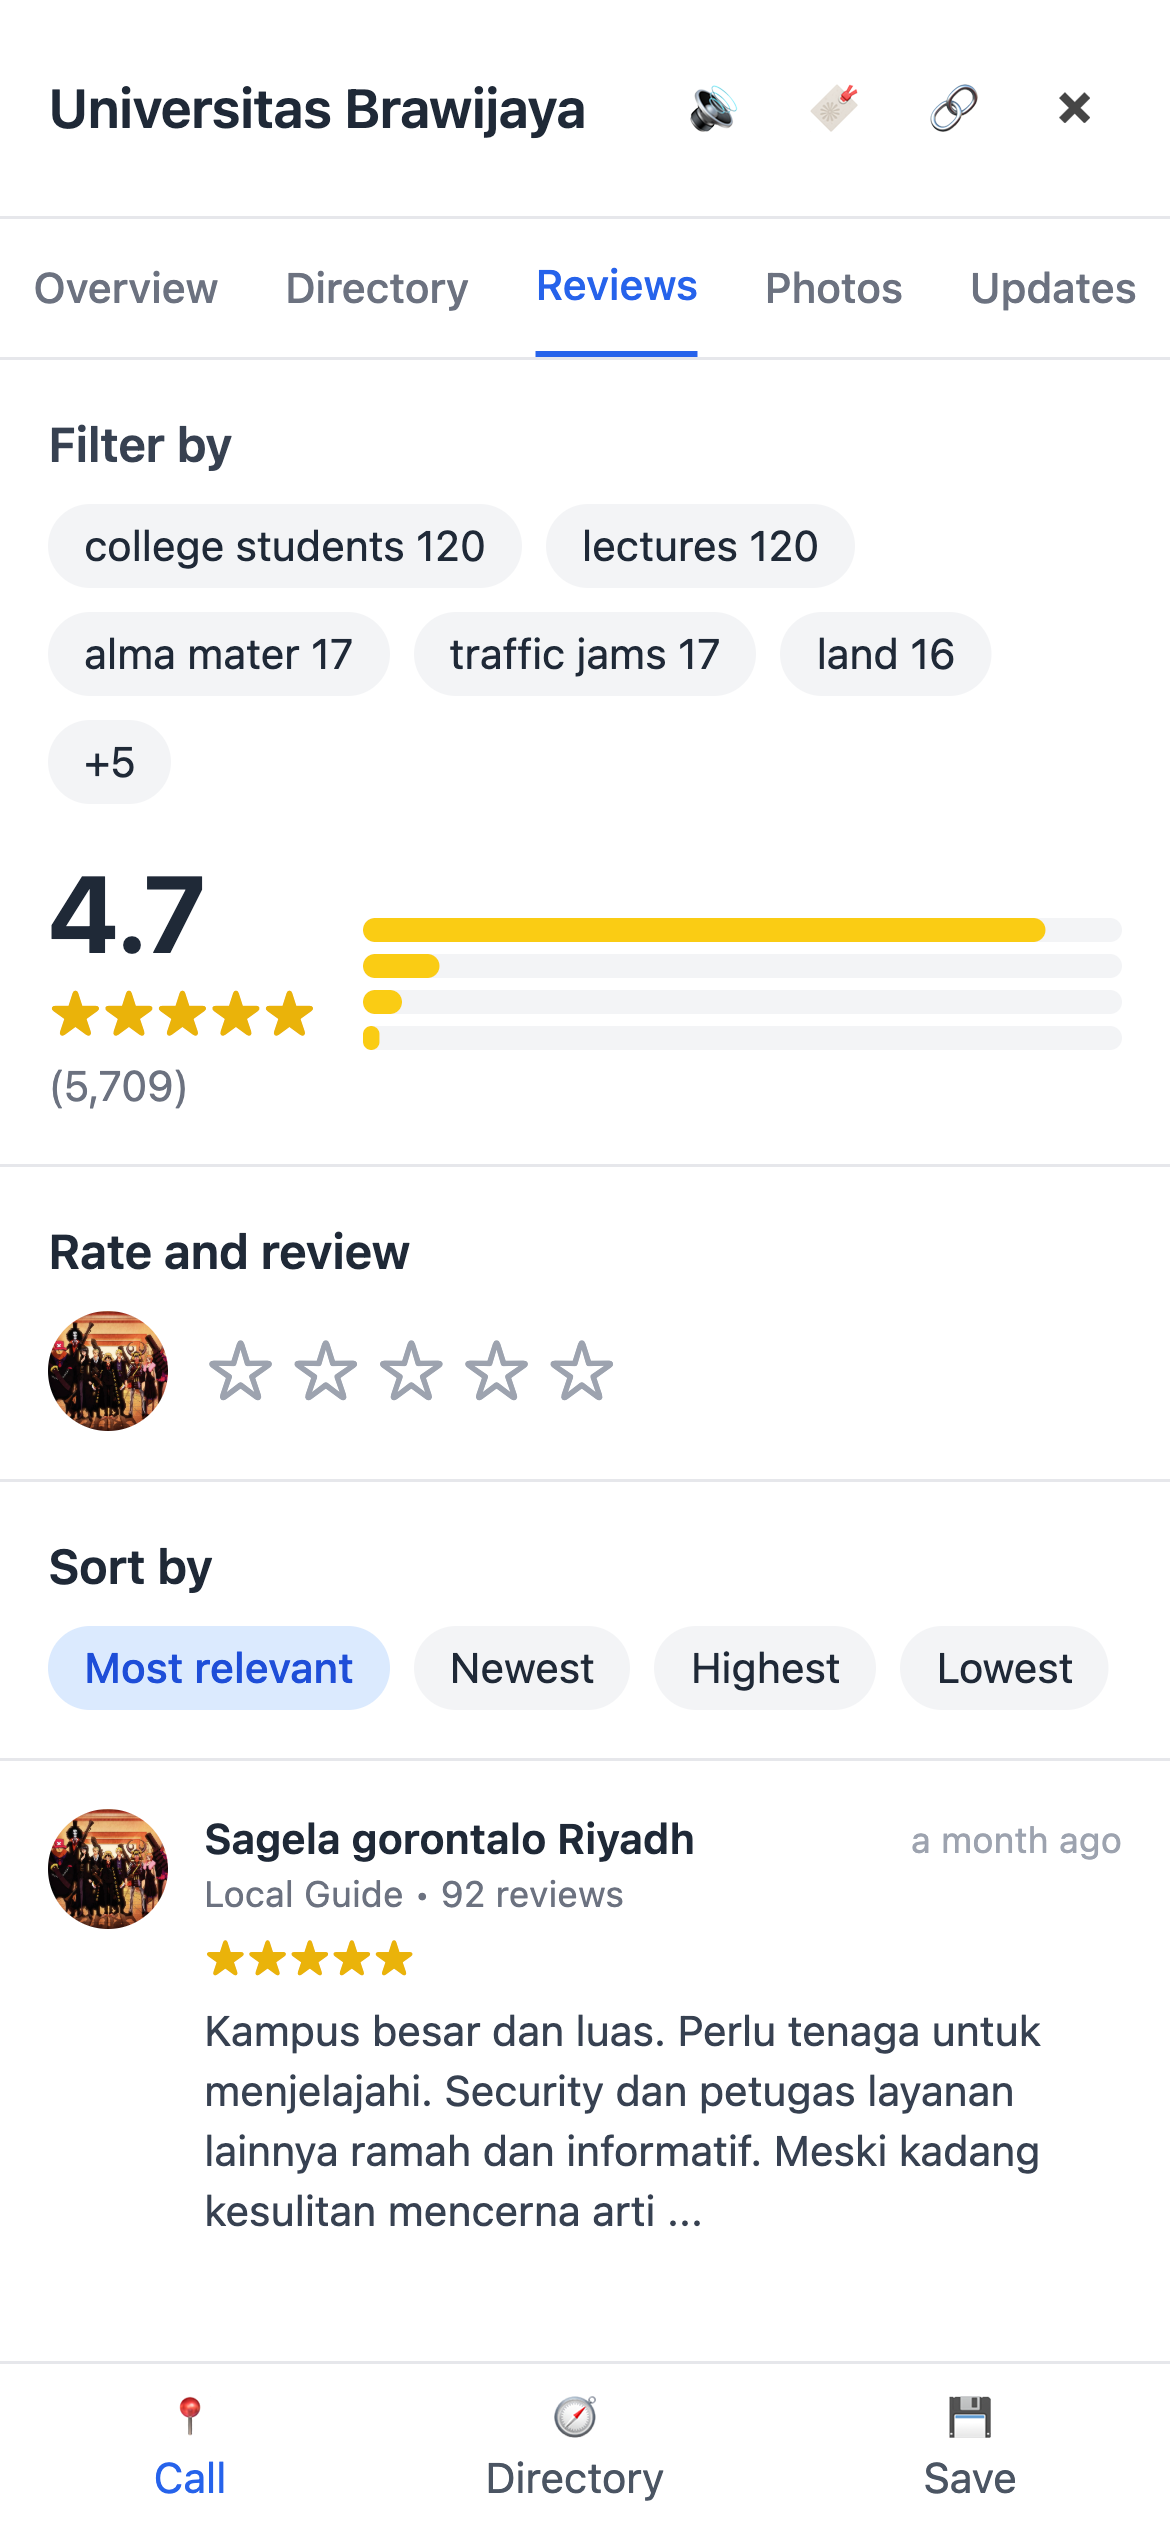 Universitas Brawijaya
Overview Directory Reviews Photos Updates
Filter by
college students 120 lectures 120
alma mater 17 traffic jams 17 land 16
+5
4.7
(5,709)
Rate and review
Sort by
Most relevant Newest Highest Lowest
Sagela gorontalo Riyadh a month ago
Local Guide • 92 reviews
Kampus besar dan luas. Perlu tenaga untuk
menjelajahi. Security dan petugas layanan
lainnya ramah dan informatif. Meski kadang
kesulitan mencerna arti ...
Call Directory Save